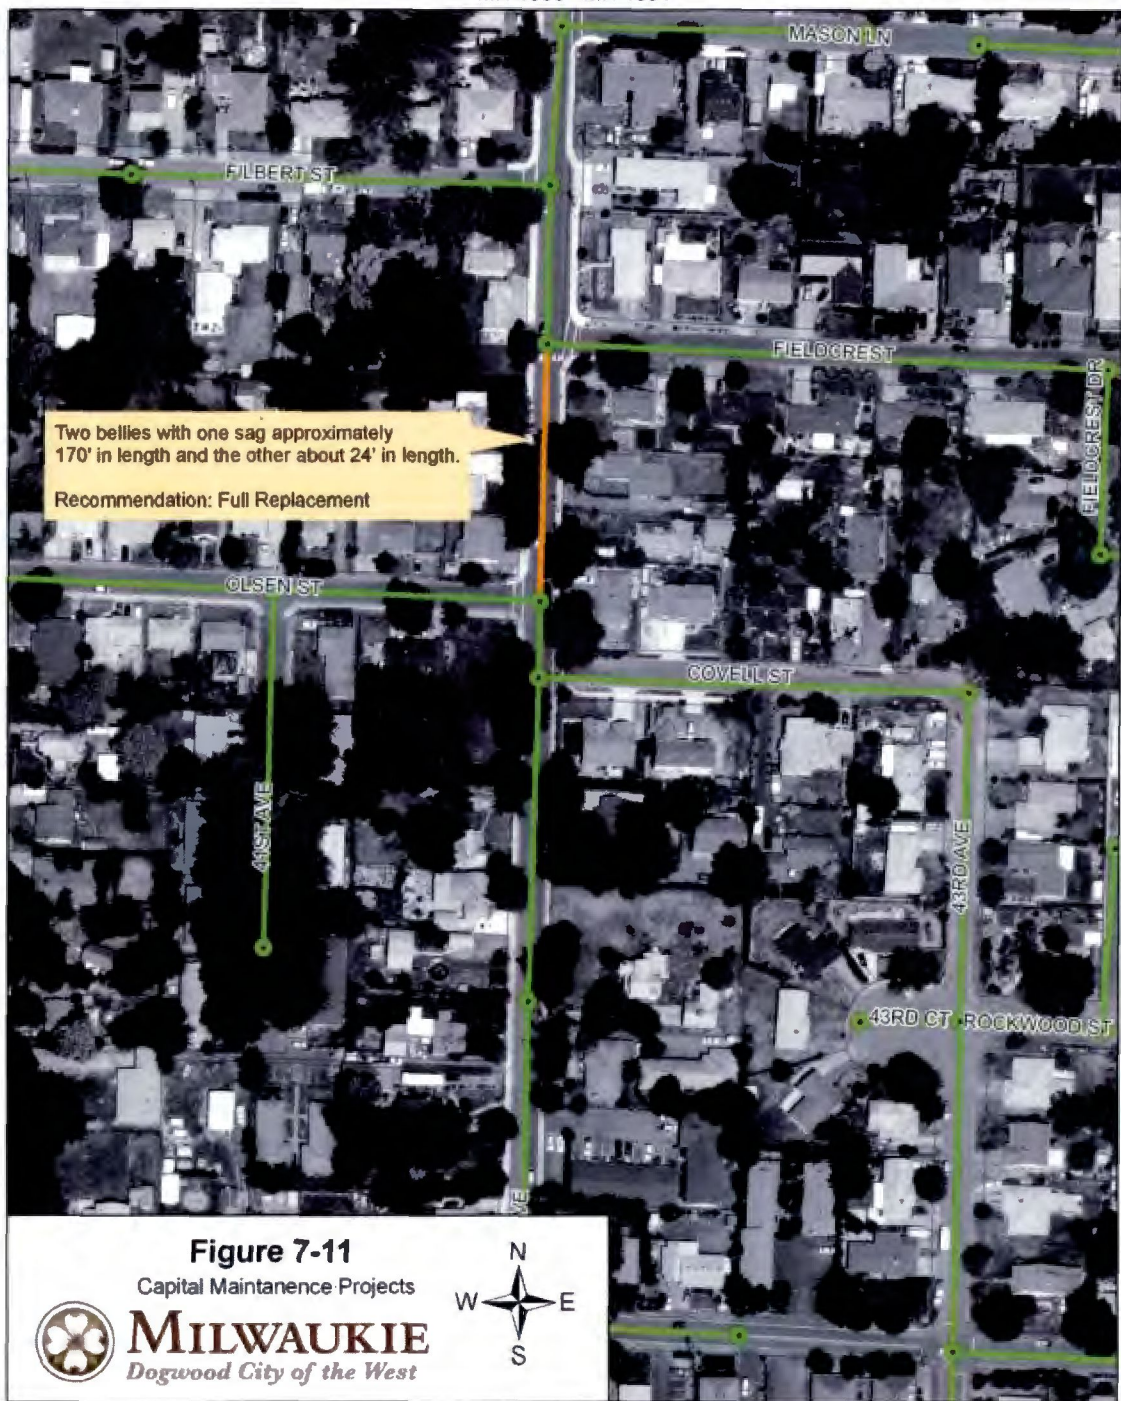 MASON LN
FILBERT ST
FIELDCREST
FIELDCREST DR
Two bellies with one sag approximately
170' in length and the other about 24' in length.
Recommendation: Full Replacement
OLSEN ST
COVELL ST
41ST AVE
43RD AVE
43RD CT
ROCKWOOD ST
VE
Figure 7-11
Capital Maintanence Projects
N
W E
S
MILWAUKIE
Dogwood City of the West